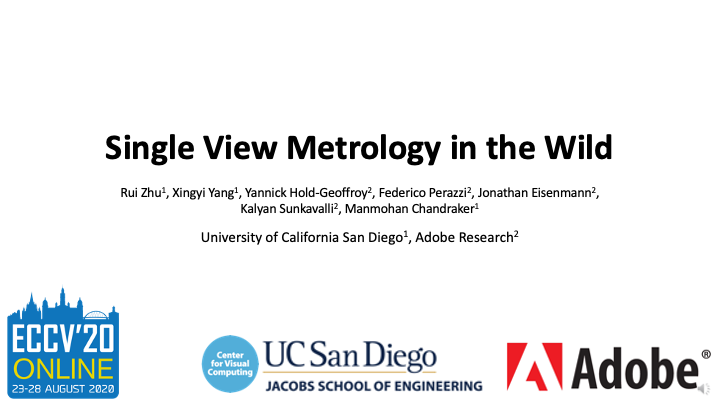 Single View Metrology in the Wild
Rui Zhu1, Xingyi Yang1, Yannick Hold-Geoffroy2, Federico Perazzi2, Jonathan Eisenmann2,
Kalyan Sunkavalli2, Manmohan Chandraker1
University of California San Diego1, Adobe Research2
ECCV'20
ONLINE
23-28 AUGUST 2020
Center for
Visual
Computing
UC San Diego
JACOBS SCHOOL OF ENGINEERING
Adobe®